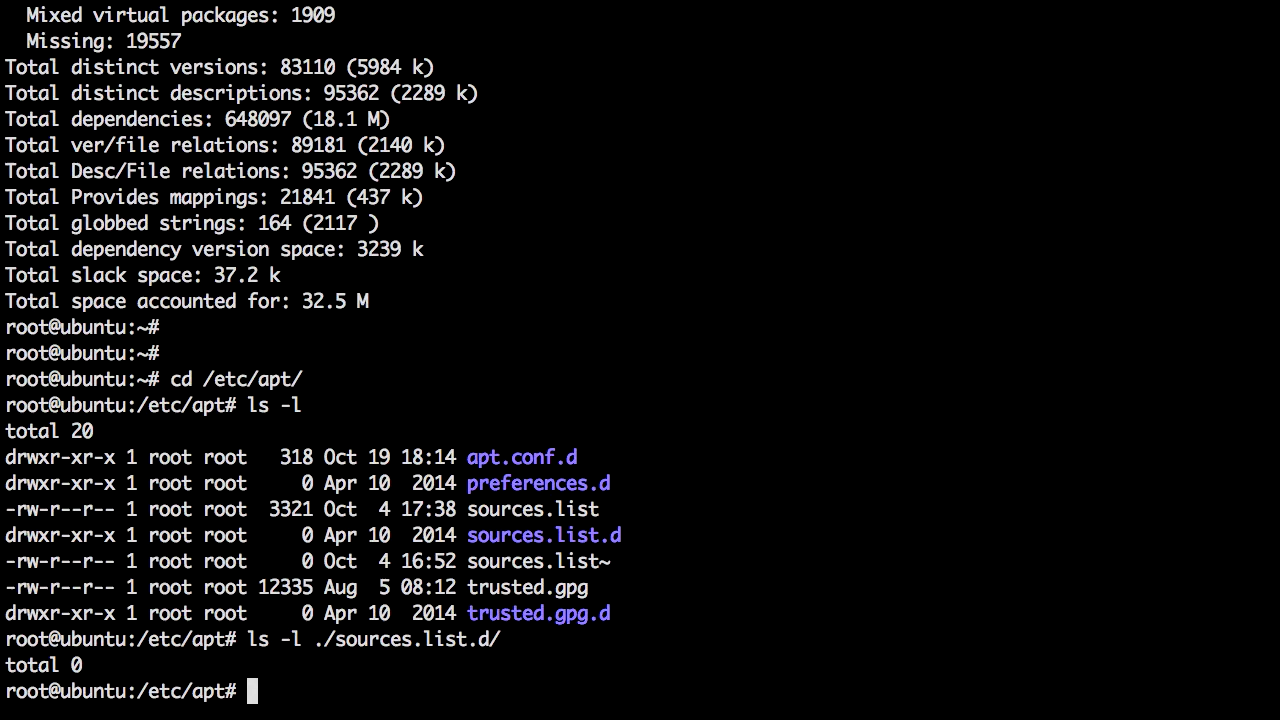 Mixed virtual packages: 1909
Missing: 19557
Total distinct versions: 83110 (5984 k)
Total distinct descriptions: 95362 (2289 k)
Total dependencies: 648097 (18.1 M)
Total ver/file relations: 89181 (2140 k)
Total Desc/File relations: 95362 (2289 k)
Total Provides mappings: 21841 (437 k)
Total globbed strings: 164 (2117 )
Total dependency version space: 3239 k
Total slack space: 37.2 k
Total space accounted for: 32.5 M
root@ubuntu:~#
root@ubuntu:~#
root@ubuntu:~# cd /etc/apt/
root@ubuntu:/etc/apt# ls -l
total 20
drwxr-xr-x 1 root root   318 Oct 19 18:14 apt.conf.d
drwxr-xr-x 1 root root     0 Apr 10  2014 preferences.d
-rw-r--r-- 1 root root  3321 Oct  4 17:38 sources.list
drwxr-xr-x 1 root root     0 Apr 10  2014 sources.list.d
-rw-r--r-- 1 root root     0 Oct  4 16:52 sources.list~
-rw-r--r-- 1 root root 12335 Aug  5 08:12 trusted.gpg
drwxr-xr-x 1 root root     0 Apr 10  2014 trusted.gpg.d
root@ubuntu:/etc/apt# ls -l ./sources.list.d/
total 0
root@ubuntu:/etc/apt#